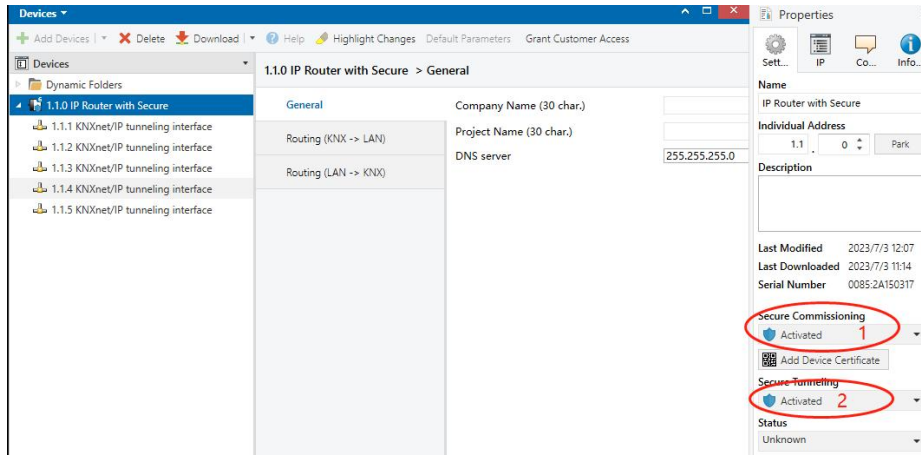 Devices
Add Devices Delete Download Help Highlight Changes Default Parameters Grant Customer Access
Devices
Dynamic Folders
1.1.0 IP Router with Secure
1.1.1 KNXnet/IP tunneling interface
1.1.2 KNXnet/IP tunneling interface
1.1.3 KNXnet/IP tunneling interface
1.1.4 KNXnet/IP tunneling interface
1.1.5 KNXnet/IP tunneling interface
1.1.0 IP Router with Secure > General
General
Routing (KNX -> LAN)
Routing (LAN -> KNX)
Company Name (30 char.)
Project Name (30 char.)
DNS server 255.255.255.0
Properties
Sett... IP Co... Info...
Name
IP Router with Secure
Individual Address
1.1 . 0 Park
Description
Last Modified 2023/7/3 12:07
Last Downloaded 2023/7/3 11:14
Serial Number 0085:2A150317
Secure Commissioning
Activated 1
Add Device Certificate
Secure Tunneling
Activated 2
Status
Unknown